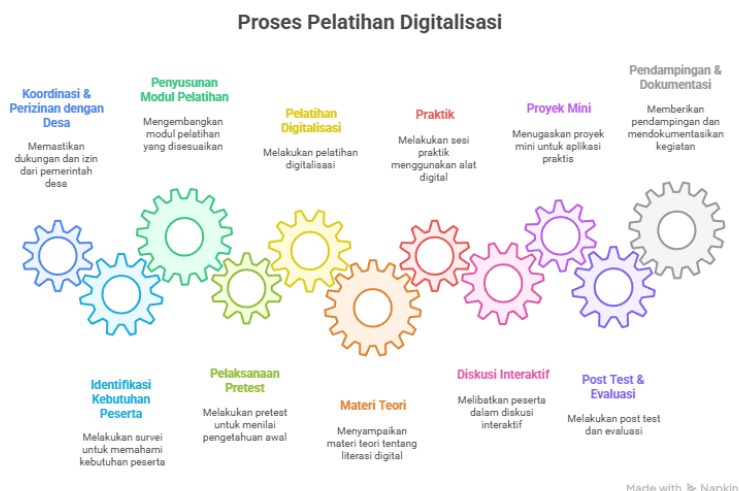 Proses Pelatihan Digitalisasi
Koordinasi &
Perizinan dengan
Desa
Memastikan
dukungan dan izin
dari pemerintah
desa
Identifikasi
Kebutuhan
Peserta
Melakukan survei
untuk memahami
kebutuhan peserta
Penyusunan
Modul Pelatihan
Mengembangkan
modul pelatihan
yang disesuaikan
Pelaksanaan
Pretest
Melakukan pretest
untuk menilai
pengetahuan awal
Pelatihan
Digitalisasi
Melakukan pelatihan
digitalisasi
Materi Teori
Menyampaikan
materi teori tentang
literasi digital
Praktik
Melakukan sesi
praktik
menggunakan alat
digital
Diskusi Interaktif
Melibatkan peserta
dalam diskusi
interaktif
Proyek Mini
Menugaskan proyek
mini untuk aplikasi
praktis
Post Test &
Evaluasi
Melakukan post test
dan evaluasi
Pendampingan &
Dokumentasi
Memberikan
pendampingan dan
mendokumentasikan
kegiatan
Made with Napkin